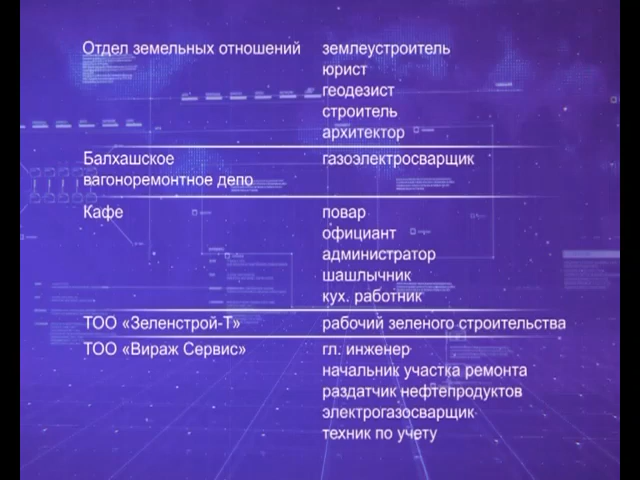 Отдел земельных отношений землеустроитель
юрист
геодезист
строитель
архитектор
Балхашское газоэлектросварщик
вагоноремонтное депо
Кафе повар
официант
администратор
шашлычник
кух. работник
ТОО «Зеленстрой-Т» рабочий зеленого строительства
ТОО «Вираж Сервис» гл. инженер
начальник участка ремонта
раздатчик нефтепродуктов
электрогазосварщик
техник по учету